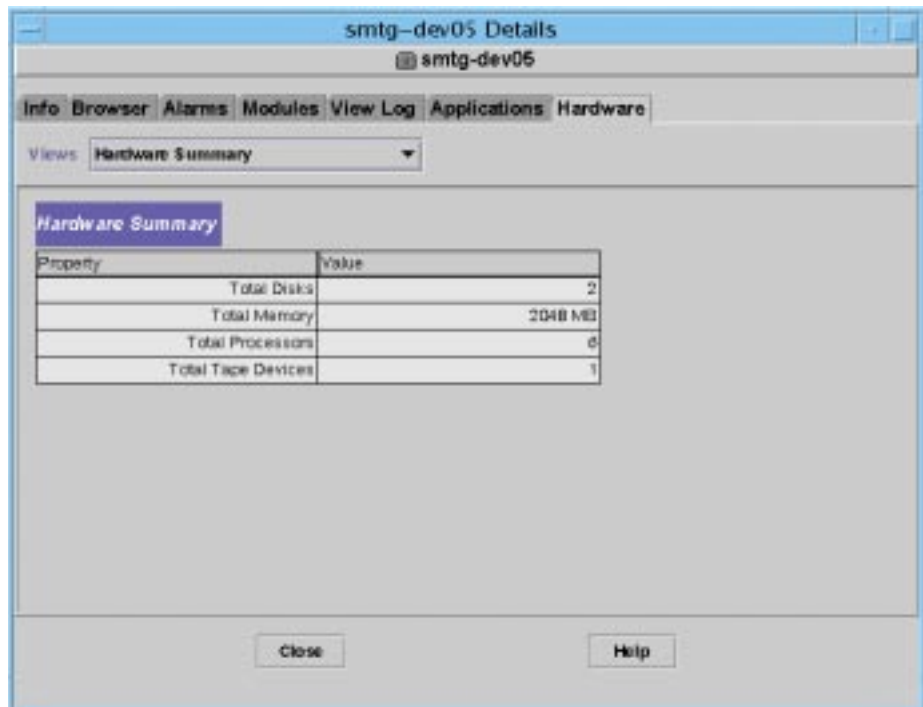 smtg-dev05 Details
smtg-dev05
Info Browser Alarms Modules View Log Applications Hardware
Views Hardware Summary
Hardware Summary
Property Value
Total Disks 2
Total Memory 2048 MB
Total Processors 6
Total Tape Devices 1
Close Help